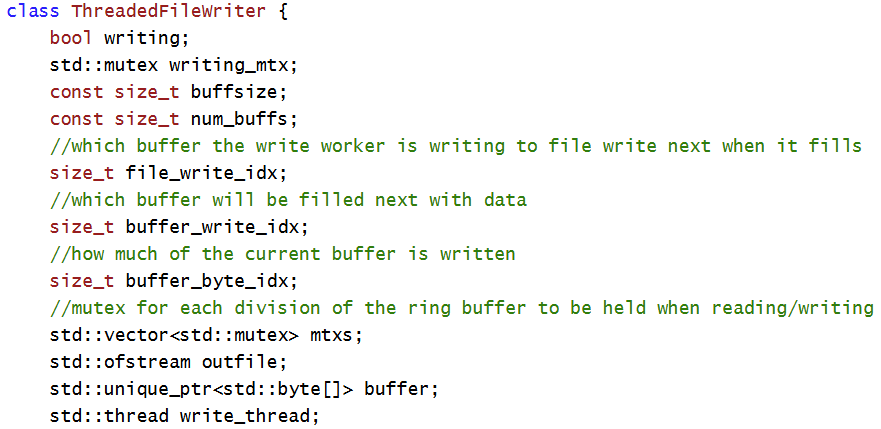 class ThreadedFileWriter {
    bool writing;
    std::mutex writing_mtx;
    const size_t buffsize;
    const size_t num_buffs;
    //which buffer the write worker is writing to file write next when it fills
    size_t file_write_idx;
    //which buffer will be filled next with data
    size_t buffer_write_idx;
    //how much of the current buffer is written
    size_t buffer_byte_idx;
    //mutex for each division of the ring buffer to be held when reading/writing
    std::vector<std::mutex> mtxs;
    std::ofstream outfile;
    std::unique_ptr<std::byte[]> buffer;
    std::thread write_thread;